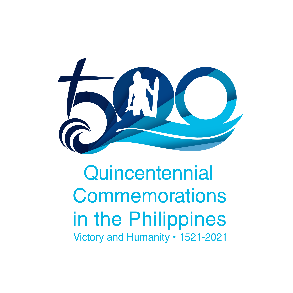 500
Quincentennial
Commemorations
in the Philippines
Victory and Humanity • 1521-2021